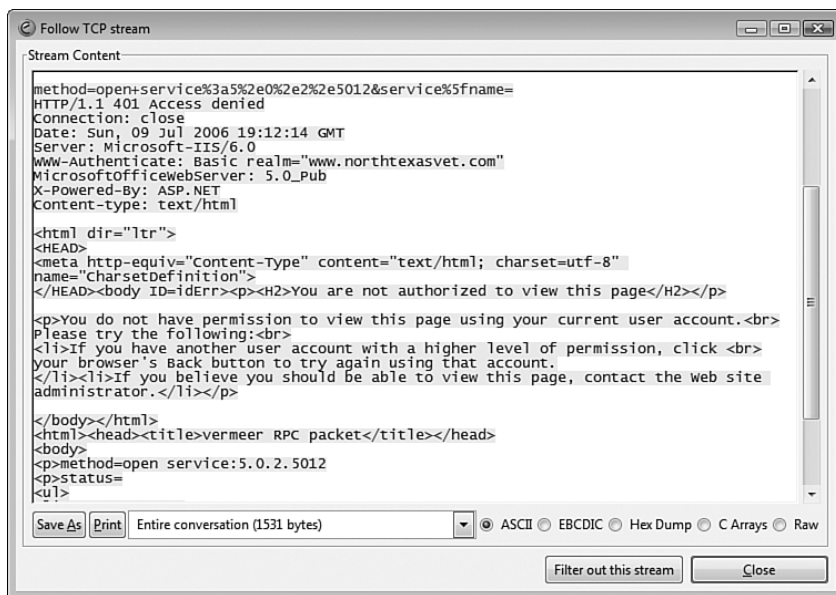 Follow TCP stream
Stream Content
method=open+service%3a5%2e0%2e2%2e5012&service%5fname=
HTTP/1.1 401 Access denied
Connection: close
Date: Sun, 09 Jul 2006 19:12:14 GMT
Server: Microsoft-IIS/6.0
WWW-Authenticate: Basic realm="www.northtexasvet.com"
MicrosoftOfficeWebServer: 5.0_Pub
X-Powered-By: ASP.NET
Content-type: text/html
<html dir="ltr">
<HEAD>
<meta http-equiv="Content-Type" content="text/html; charset=utf-8"
name="CharsetDefinition">
</HEAD><body ID=idErr><p><H2>You are not authorized to view this page</H2></p>
<p>You do not have permission to view this page using your current user account.<br>
Please try the following:<br>
<li>If you have another user account with a higher level of permission, click <br>
your browser's Back button to try again using that account.
</li><li>If you believe you should be able to view this page, contact the Web site
administrator.</li></p>
</body></html>
<html><head><title>vermeer RPC packet</title></head>
<body>
<p>method=open service:5.0.2.5012
<p>status=
<ul>
Save As Print Entire conversation (1531 bytes) ASCII EBCDIC Hex Dump C Arrays Raw
Filter out this stream Close